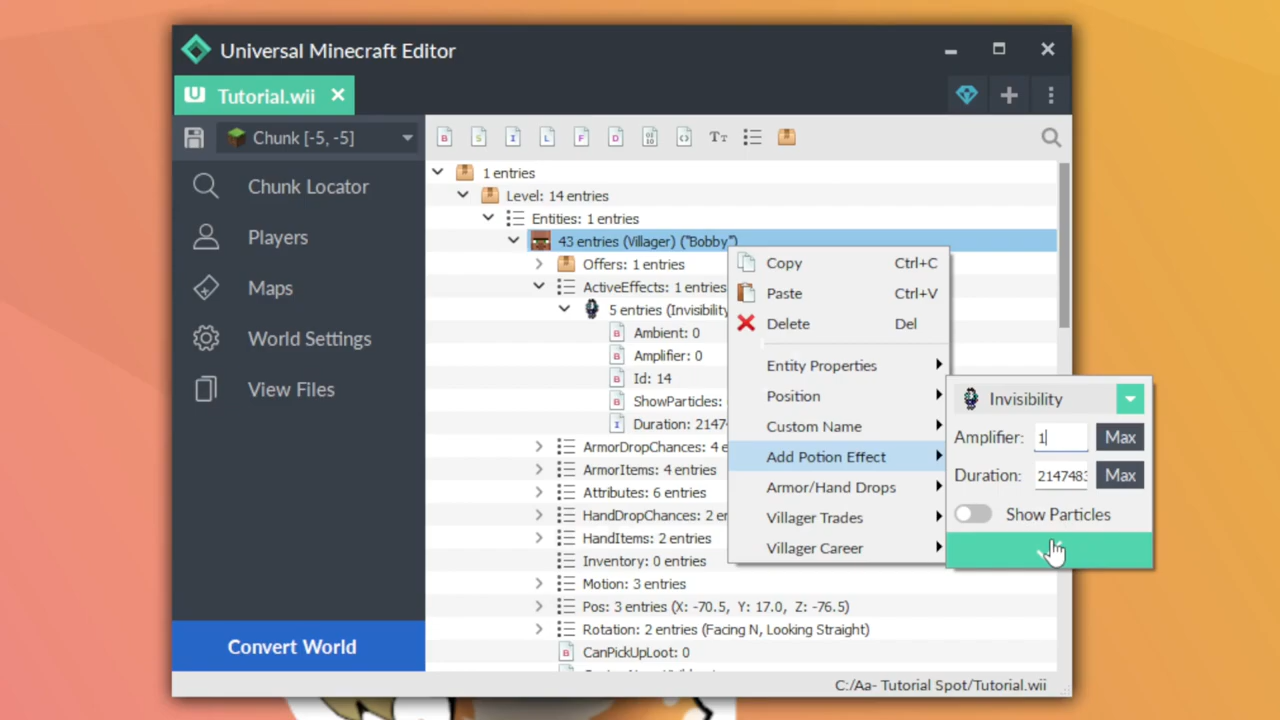 Universal Minecraft Editor
Tutorial.wii
Chunk [-5, -5]
Chunk Locator
Players
Maps
World Settings
View Files
Convert World
B S I L F D Tт
1 entries
Level: 14 entries
Entities: 1 entries
43 entries (Villager) ("Bobby")
Offers: 1 entries
ActiveEffects: 1 entries
5 entries (Invisibility
B Ambient: 0
B Amplifier: 0
B Id: 14
B ShowParticles:
I Duration: 2147
ArmorDropChances: 4 e
ArmorItems: 4 entries
Attributes: 6 entries
HandDropChances: 2 en
HandItems: 2 entries
Inventory: 0 entries
Motion: 3 entries
Pos: 3 entries (X: -70.5, Y: 17.0, Z: -76.5)
Rotation: 2 entries (Facing N, Looking Straight)
B CanPickUpLoot: 0
Copy Ctrl+C
Paste Ctrl+V
Delete Del
Entity Properties
Position
Custom Name
Add Potion Effect
Armor/Hand Drops
Villager Trades
Villager Career
Invisibility
Amplifier: 1 Max
Duration: 2147483 Max
Show Particles
C:/Aa- Tutorial Spot/Tutorial.wii